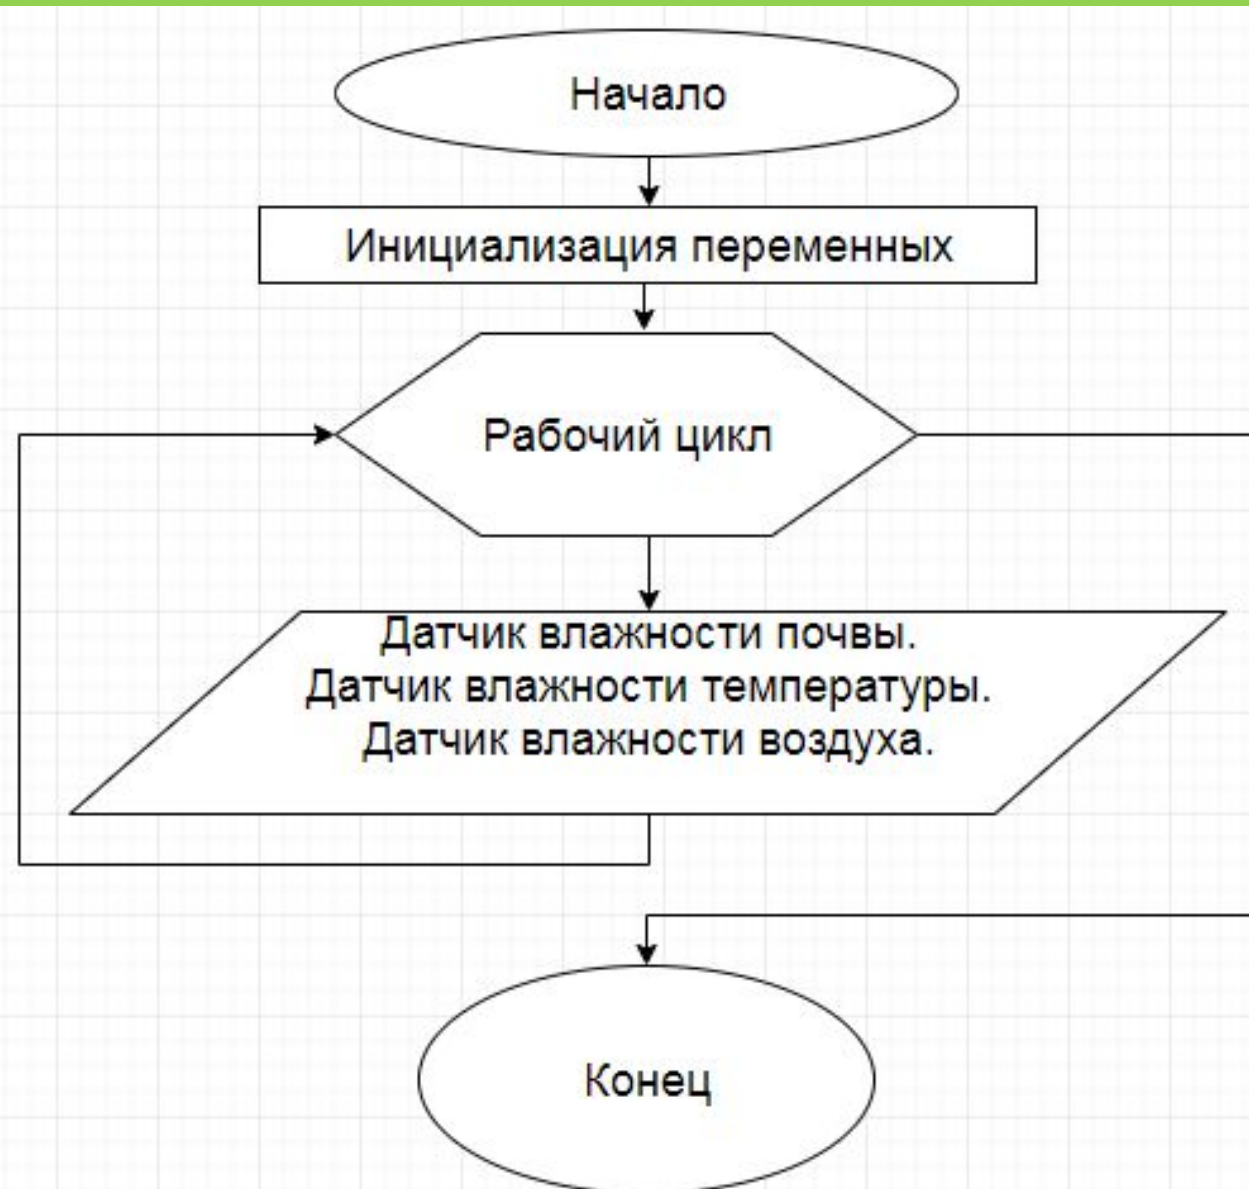 Начало
Инициализация переменных
Рабочий цикл
Датчик влажности почвы.
Датчик влажности температуры.
Датчик влажности воздуха.
Конец